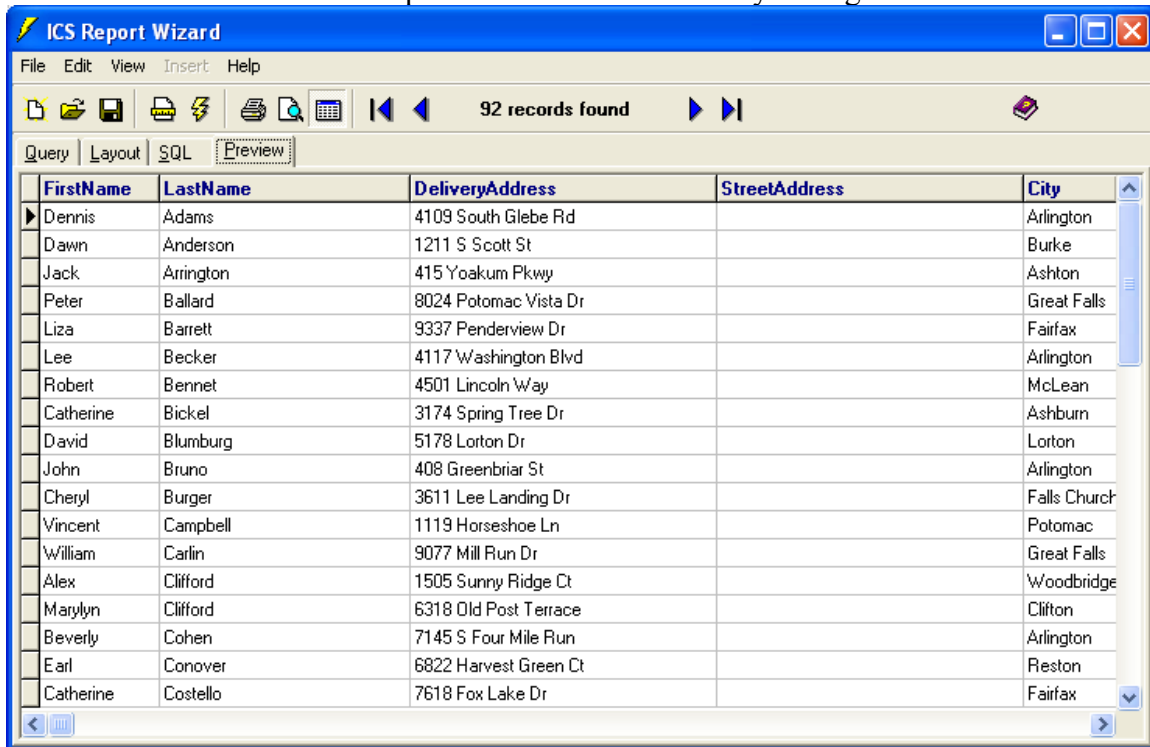 ICS Report Wizard
File Edit View Insert Help
92 records found
Query Layout SQL Preview
FirstName LastName DeliveryAddress StreetAddress City
Dennis Adams 4109 South Glebe Rd Arlington
Dawn Anderson 1211 S Scott St Burke
Jack Arrington 415 Yoakum Pkwy Ashton
Peter Ballard 8024 Potomac Vista Dr Great Falls
Liza Barrett 9337 Penderview Dr Fairfax
Lee Becker 4117 Washington Blvd Arlington
Robert Bennet 4501 Lincoln Way McLean
Catherine Bickel 3174 Spring Tree Dr Ashburn
David Blumburg 5178 Lorton Dr Lorton
John Bruno 408 Greenbriar St Arlington
Cheryl Burger 3611 Lee Landing Dr Falls Church
Vincent Campbell 1119 Horseshoe Ln Potomac
William Carlin 9077 Mill Run Dr Great Falls
Alex Clifford 1505 Sunny Ridge Ct Woodbridge
Marylyn Clifford 6318 Old Post Terrace Clifton
Beverly Cohen 7145 S Four Mile Run Arlington
Earl Conover 6822 Harvest Green Ct Reston
Catherine Costello 7618 Fox Lake Dr Fairfax